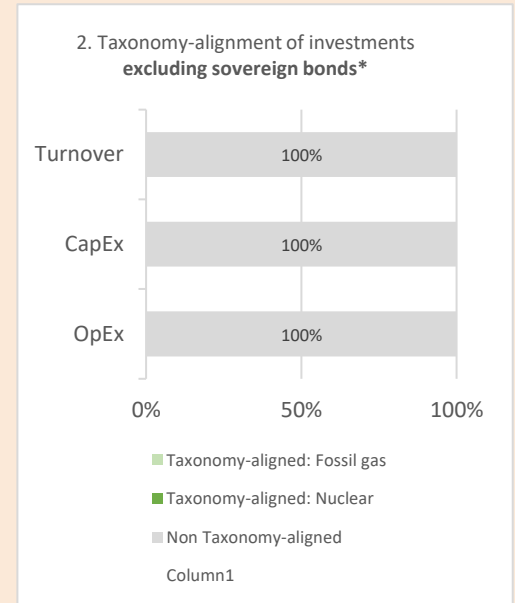 2. Taxonomy-alignment of investments
excluding sovereign bonds*
Turnover
100%
CapEx
100%
OpEx
100%
0%
50%
100%
Taxonomy-aligned: Fossil gas
Taxonomy-aligned: Nuclear
Non Taxonomy-aligned
Column1